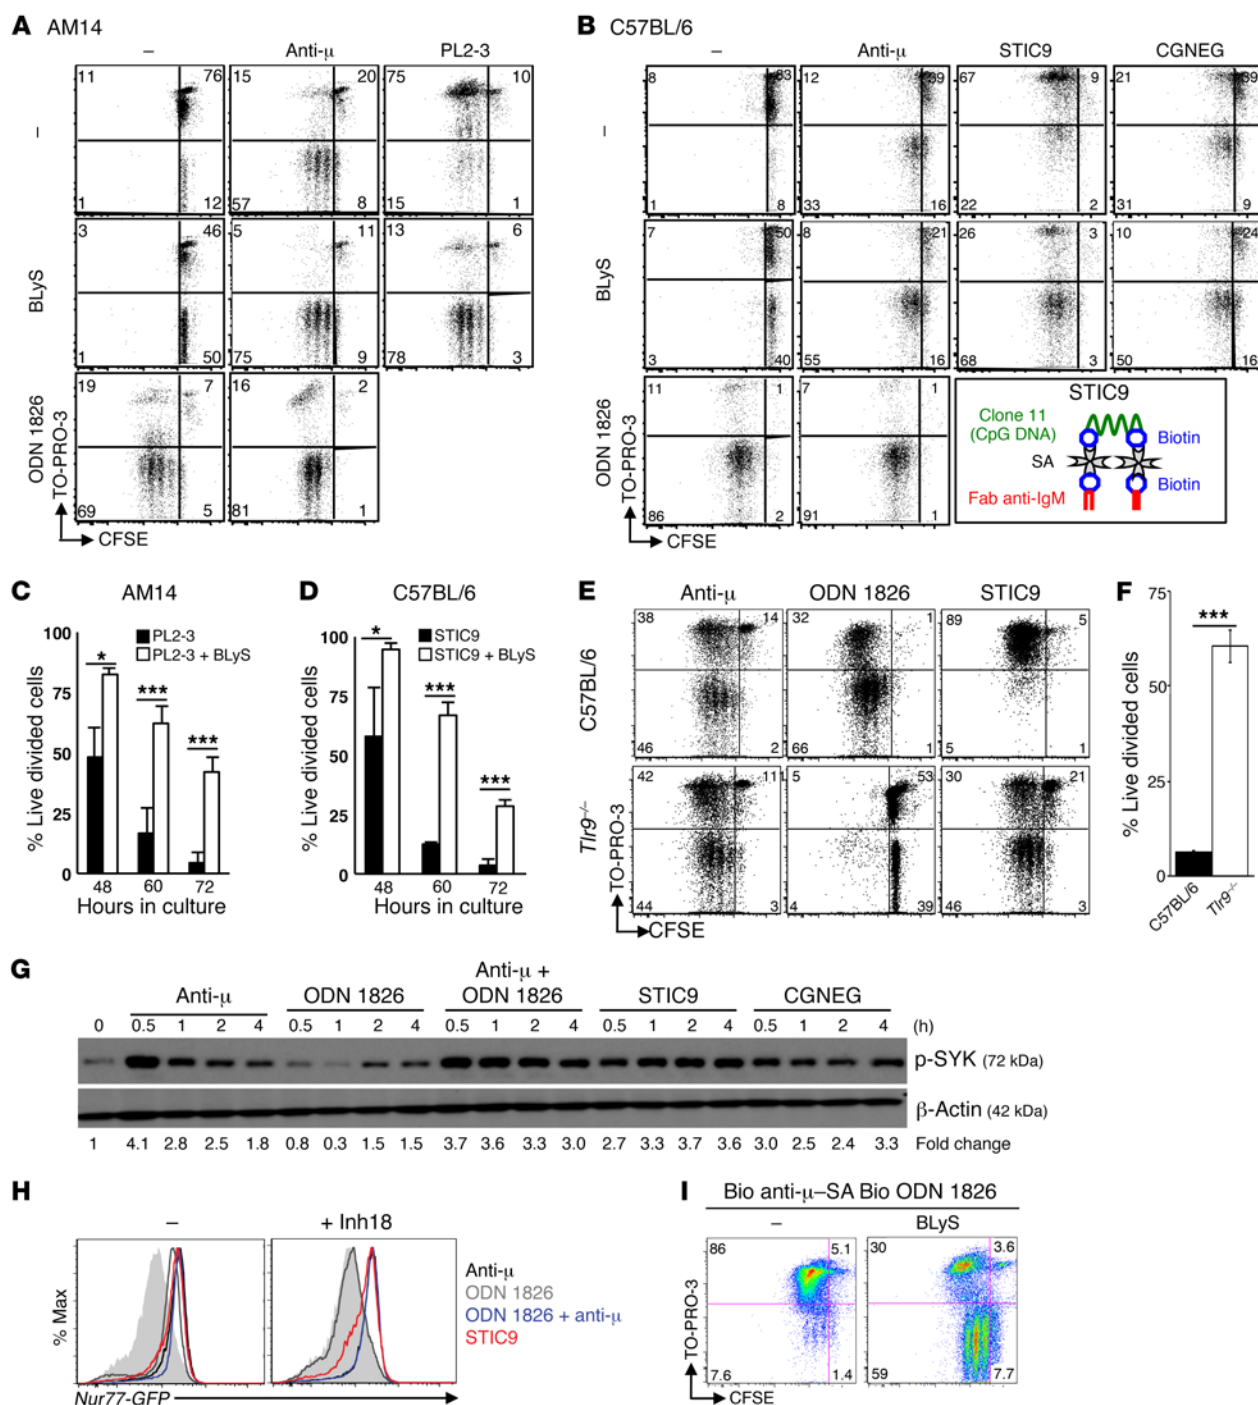 A AM14
– Anti-μ PL2-3
–
11 76
1 12
15 20
57 8
75 10
15 1
BLyS
3 46
1 50
5 11
75 9
13 6
78 3
ODN 1826
19 7
69 5
16 2
81 1
TO-PRO-3
CFSE
B C57BL/6
– Anti-μ STIC9 CGNEG
–
8 83
1 8
12 39
33 16
67 9
22 2
21 39
31 9
BLyS
7 50
3 40
8 21
55 16
26 3
68 3
10 24
50 16
ODN 1826
11 1
86 2
7 1
91 1
TO-PRO-3
CFSE
STIC9
Clone 11
(CpG DNA)
Biotin
SA
Biotin
Fab anti-IgM
C AM14
PL2-3
PL2-3 + BLyS
% Live divided cells
100
75
50
25
0
* *** ***
48 60 72
Hours in culture
D C57BL/6
STIC9
STIC9 + BLyS
% Live divided cells
100
75
50
25
0
* *** ***
48 60 72
Hours in culture
E Anti-μ ODN 1826 STIC9
C57BL/6
38 14
46 2
32 1
66 1
89 5
5 1
Tlr9–/–
42 11
44 3
5 53
4 39
30 21
46 3
TO-PRO-3
CFSE
F
% Live divided cells
75
50
25
0
***
C57BL/6
Tlr9–/–
G
Anti-μ ODN 1826 Anti-μ + ODN 1826 STIC9 CGNEG
0 0.5 1 2 4 0.5 1 2 4 0.5 1 2 4 0.5 1 2 4 0.5 1 2 4 (h)
p-SYK (72 kDa)
β-Actin (42 kDa)
1 4.1 2.8 2.5 1.8 0.8 0.3 1.5 1.5 3.7 3.6 3.3 3.0 2.7 3.3 3.7 3.6 3.0 2.5 2.4 3.3 Fold change
H
– + Inh18
% Max
Nur77-GFP
Anti-μ
ODN 1826
ODN 1826 + anti-μ
STIC9
I Bio anti-μ–SA Bio ODN 1826
– BLyS
86 5.1
7.6 1.4
30 3.6
59 7.7
TO-PRO-3
CFSE